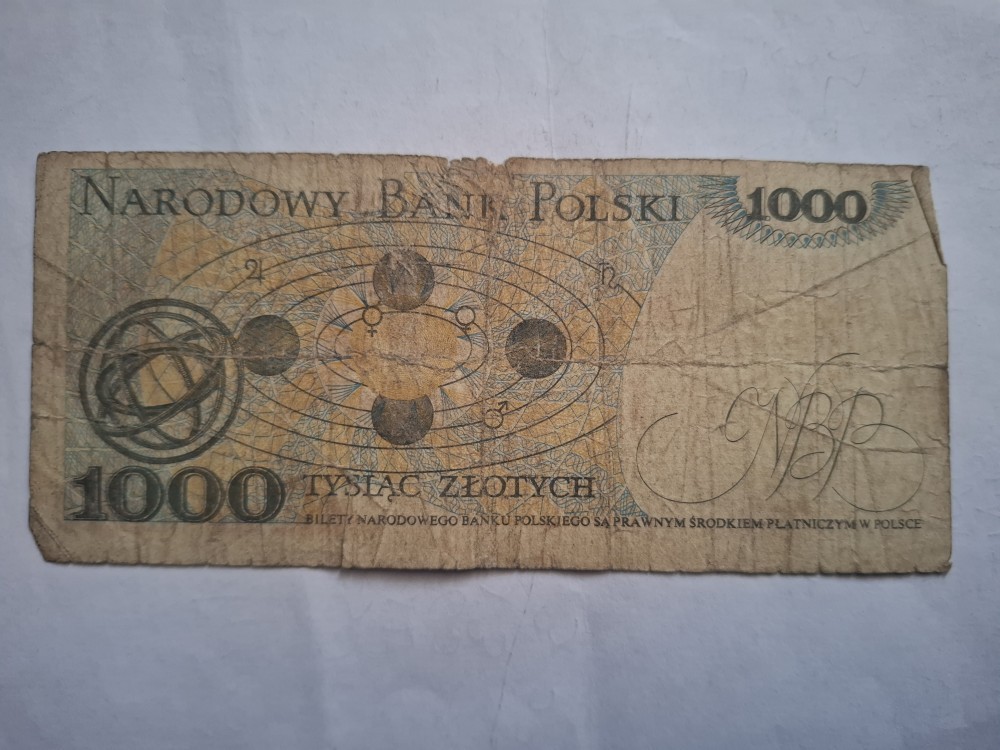 NARODOWY BANK POLSKI
1000
NBP
1000
TYSIĄC ZŁOTYCH
BILETY NARODOWEGO BANKU POLSKIEGO SĄ PRAWNYM ŚRODKIEM PŁATNICZYM W POLSCE